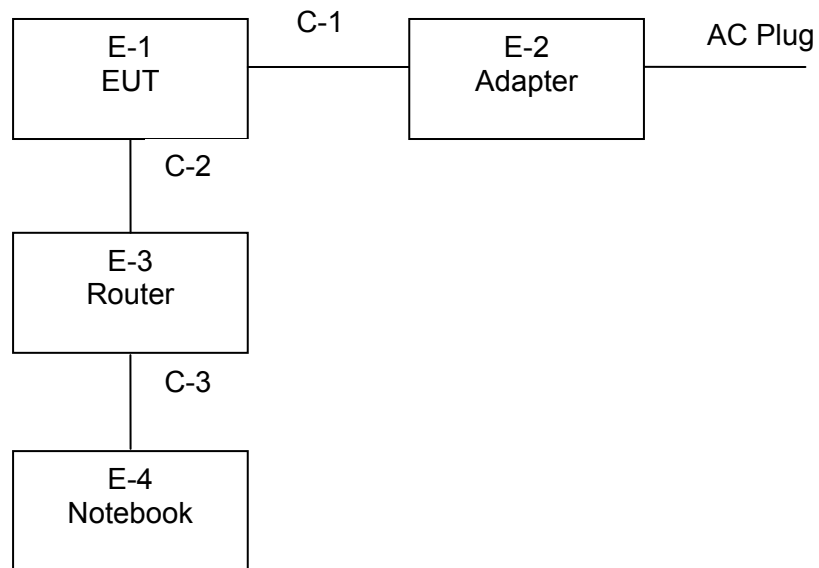 E-1
EUT
C-1
E-2
Adapter
AC Plug
C-2
E-3
Router
C-3
E-4
Notebook